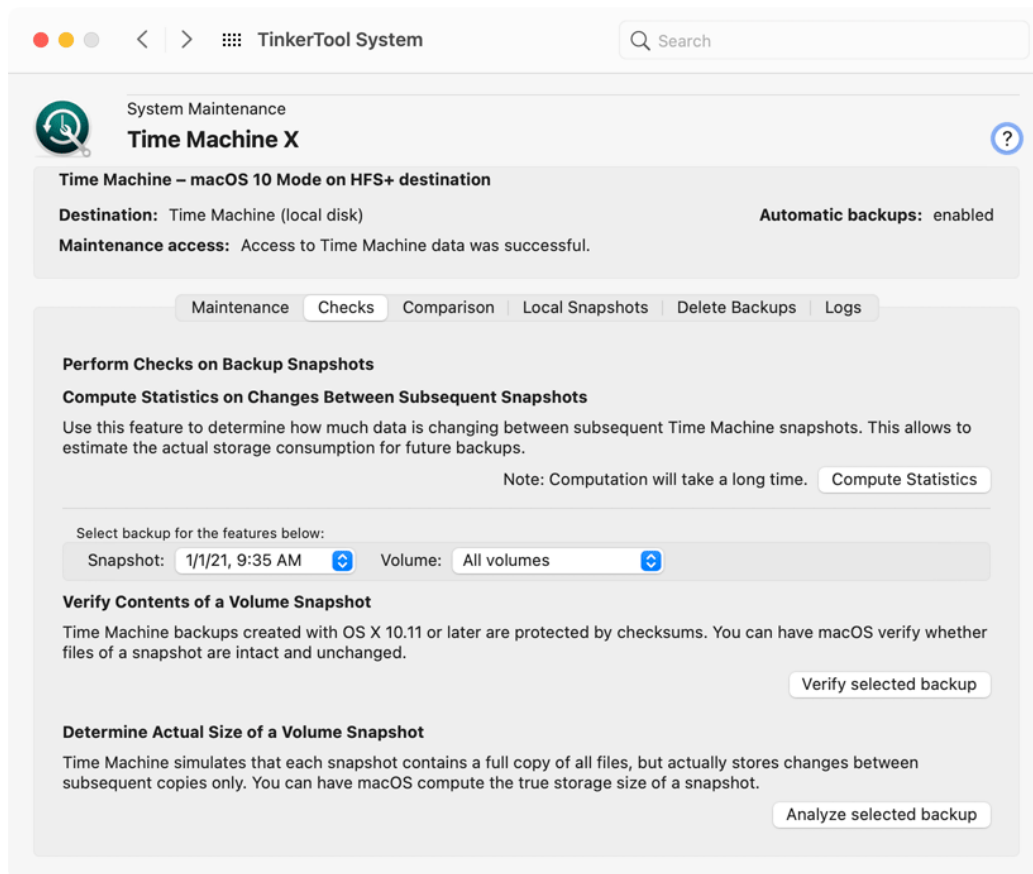 TinkerTool System
Search
System Maintenance
Time Machine X
?
Time Machine – macOS 10 Mode on HFS+ destination
Destination: Time Machine (local disk) Automatic backups: enabled
Maintenance access: Access to Time Machine data was successful.
Maintenance Checks Comparison Local Snapshots Delete Backups Logs
Perform Checks on Backup Snapshots
Compute Statistics on Changes Between Subsequent Snapshots
Use this feature to determine how much data is changing between subsequent Time Machine snapshots. This allows to
estimate the actual storage consumption for future backups.
Note: Computation will take a long time. Compute Statistics
Select backup for the features below:
Snapshot: 1/1/21, 9:35 AM Volume: All volumes
Verify Contents of a Volume Snapshot
Time Machine backups created with OS X 10.11 or later are protected by checksums. You can have macOS verify whether
files of a snapshot are intact and unchanged.
Verify selected backup
Determine Actual Size of a Volume Snapshot
Time Machine simulates that each snapshot contains a full copy of all files, but actually stores changes between
subsequent copies only. You can have macOS compute the true storage size of a snapshot.
Analyze selected backup